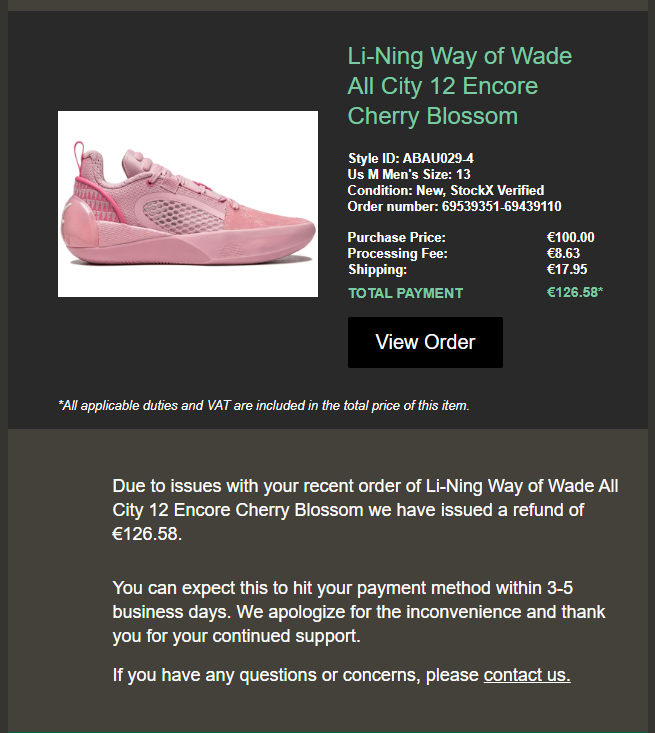 Li-Ning Way of Wade
All City 12 Encore
Cherry Blossom
Style ID: ABAU029-4
Us M Men's Size: 13
Condition: New, StockX Verified
Order number: 69539351-69439110
Purchase Price: €100.00
Processing Fee: €8.63
Shipping: €17.95
TOTAL PAYMENT €126.58*
View Order
*All applicable duties and VAT are included in the total price of this item.
Due to issues with your recent order of Li-Ning Way of Wade All
City 12 Encore Cherry Blossom we have issued a refund of
€126.58.
You can expect this to hit your payment method within 3-5
business days. We apologize for the inconvenience and thank
you for your continued support.
If you have any questions or concerns, please contact us.